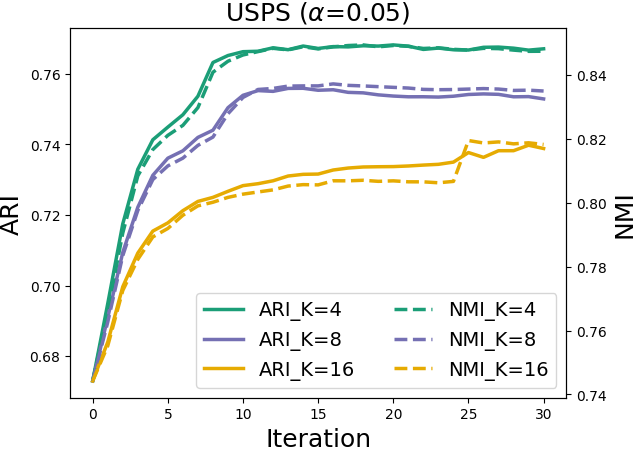 USPS (α=0.05)
ARI
0.76
0.74
0.72
0.70
0.68
NMI
0.84
0.82
0.80
0.78
0.76
0.74
ARI_K=4 NMI_K=4
ARI_K=8 NMI_K=8
ARI_K=16 NMI_K=16
0 5 10 15 20 25 30
Iteration